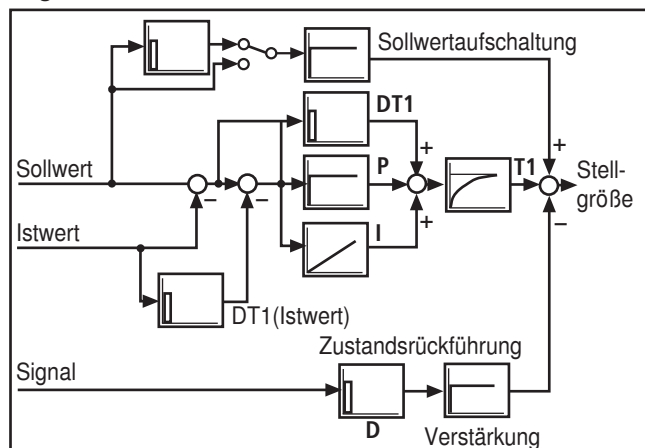 Sollwertaufschaltung
DT1
+
Sollwert
P
+
T1
Stell-
größe
–
–
+
–
Istwert
I
DT1(Istwert)
Zustandsrückführung
Signal
D
Verstärkung